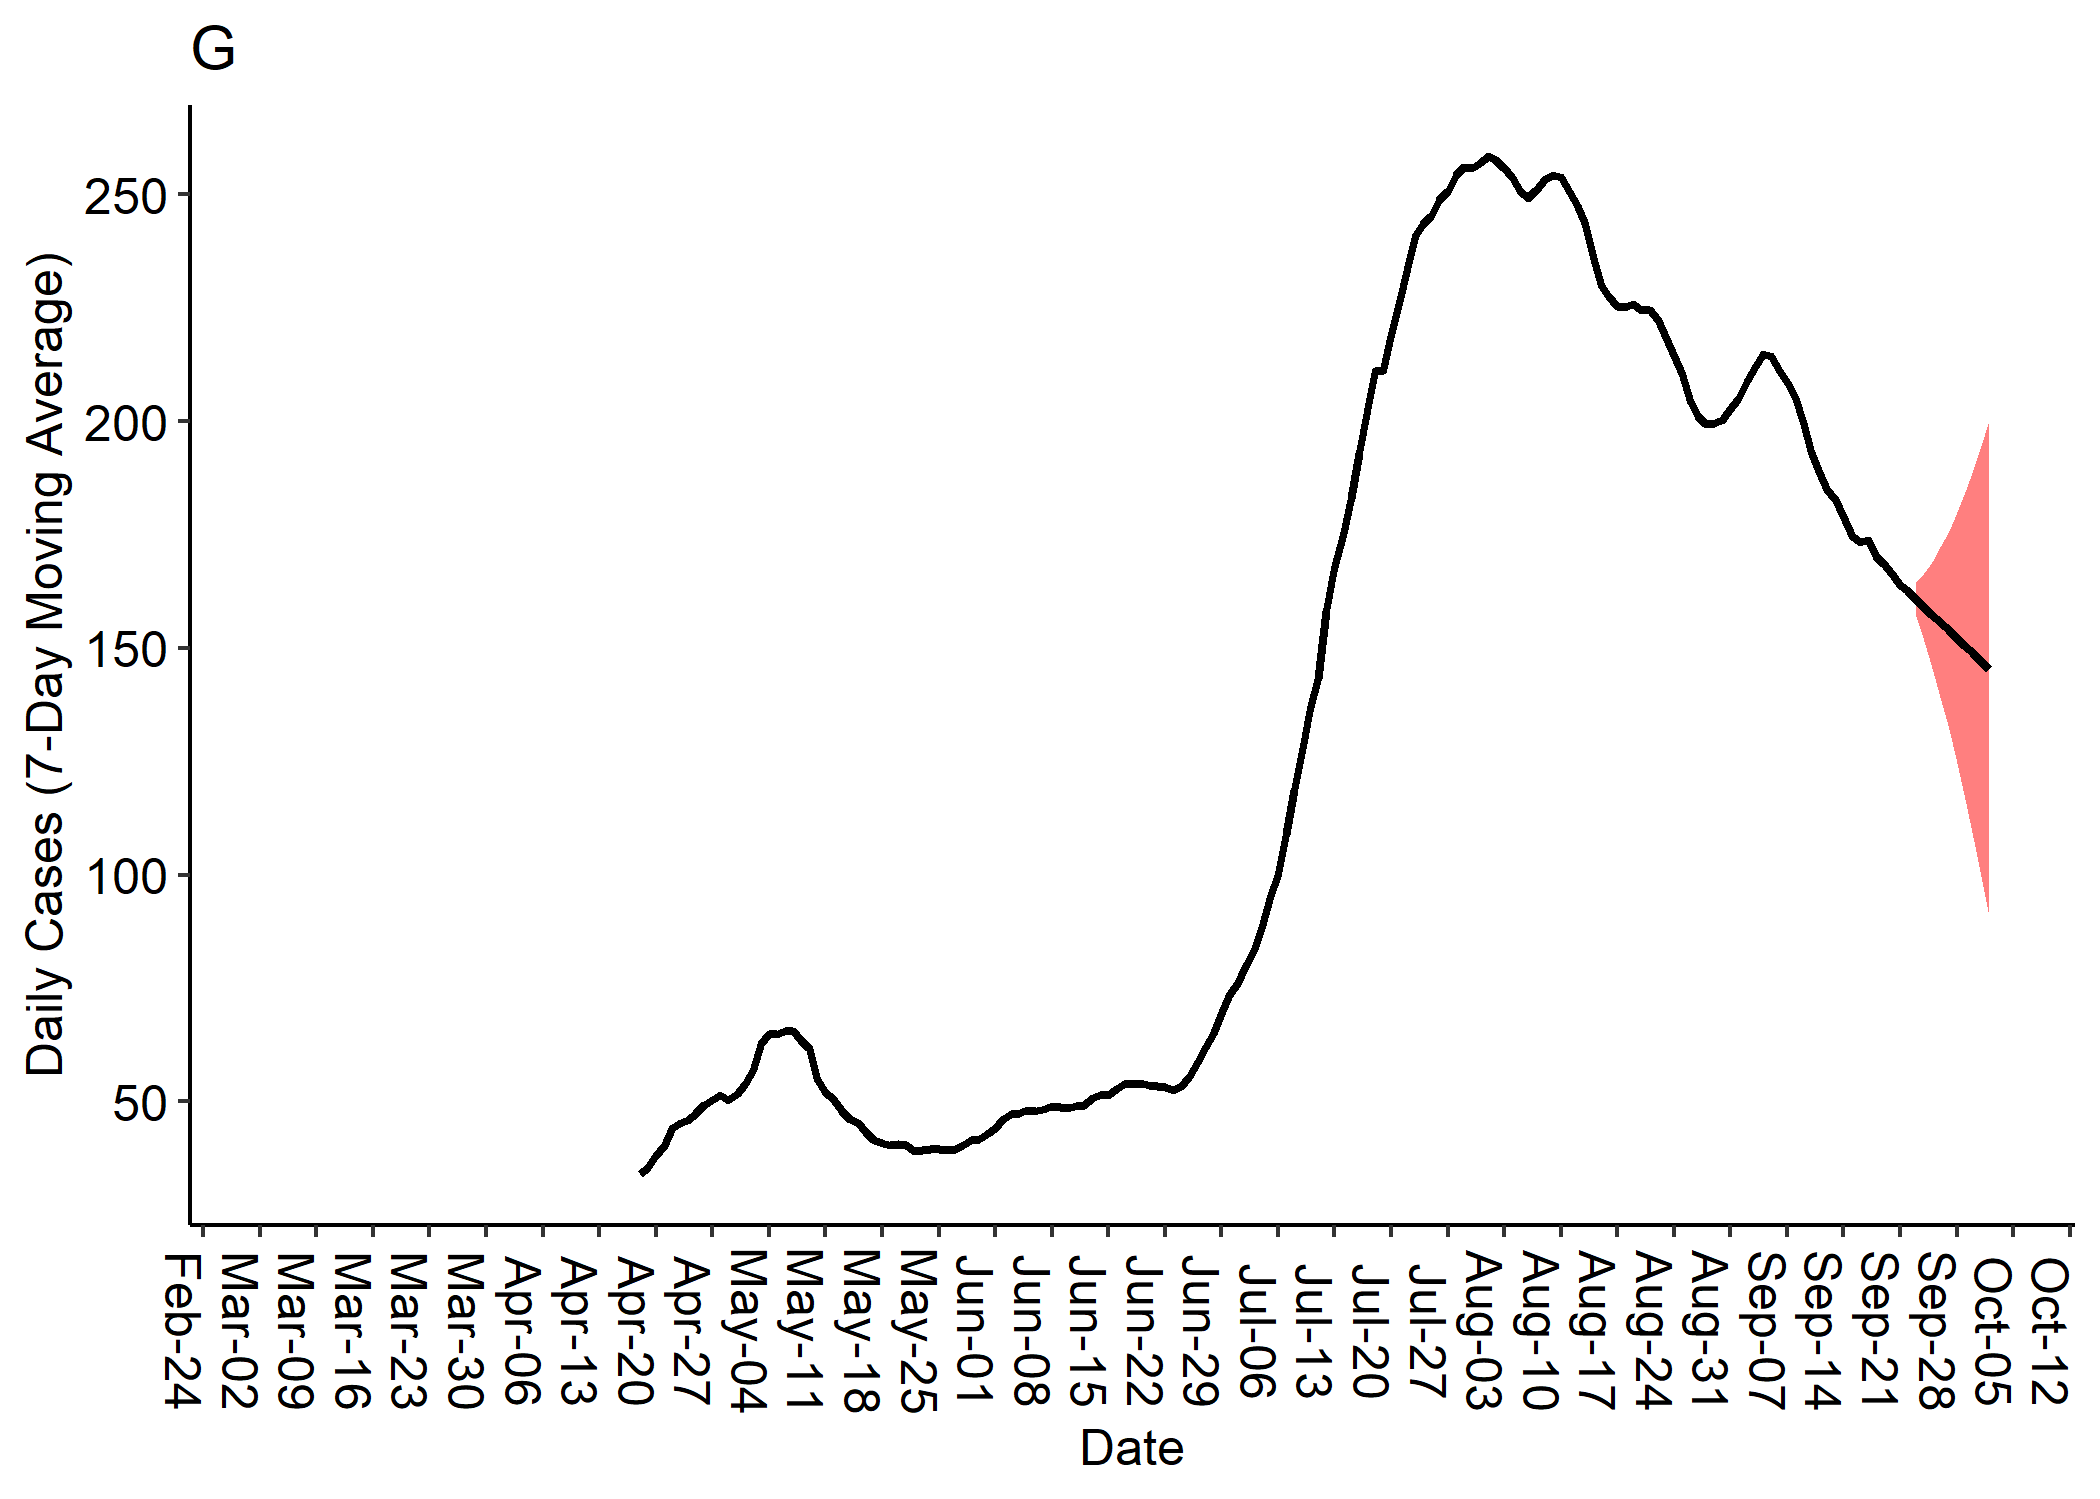 G
Daily Cases (7-Day Moving Average)
250
200
150
100
50
Feb-24
Mar-02
Mar-09
Mar-16
Mar-23
Mar-30
Apr-06
Apr-13
Apr-20
Apr-27
May-04
May-11
May-18
May-25
Jun-01
Jun-08
Jun-15
Jun-22
Jun-29
Jul-06
Jul-13
Jul-20
Jul-27
Aug-03
Aug-10
Aug-17
Aug-24
Aug-31
Sep-07
Sep-14
Sep-21
Sep-28
Oct-05
Oct-12
Date